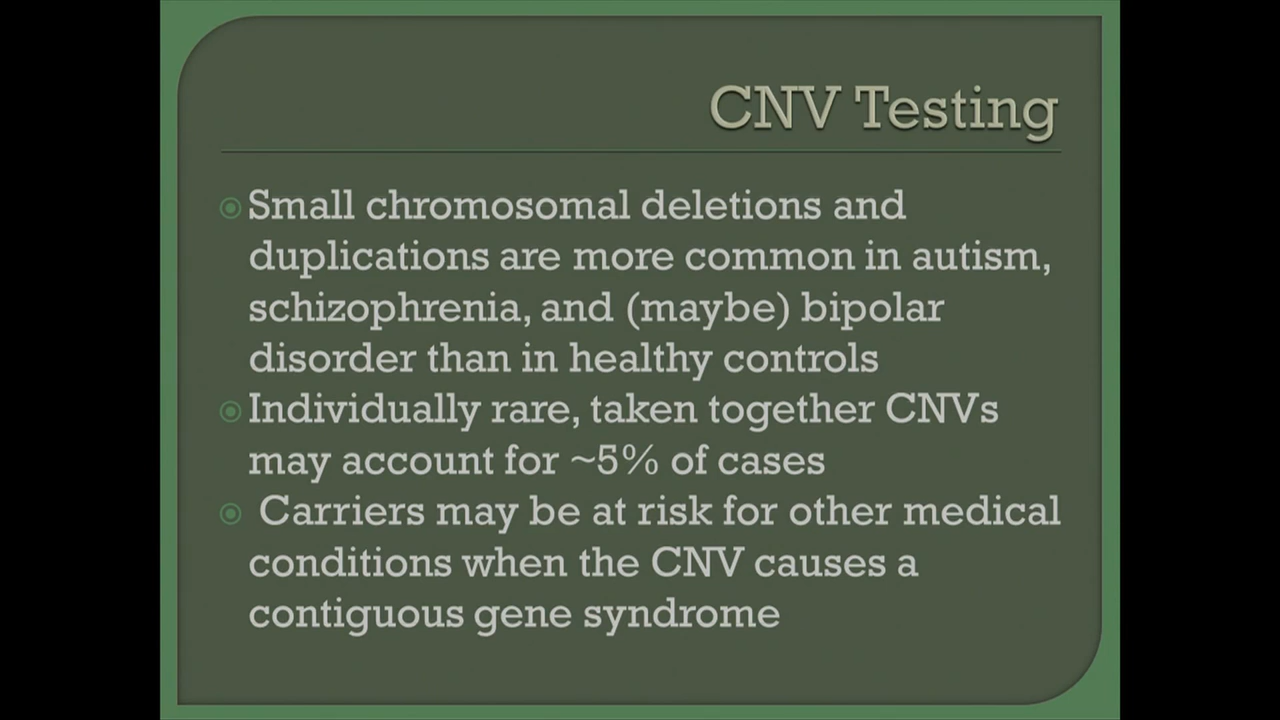 CNV Testing
Small chromosomal deletions and
duplications are more common in autism,
schizophrenia, and (maybe) bipolar
disorder than in healthy controls
Individually rare, taken together CNVs
may account for ~5% of cases
Carriers may be at risk for other medical
conditions when the CNV causes a
contiguous gene syndrome